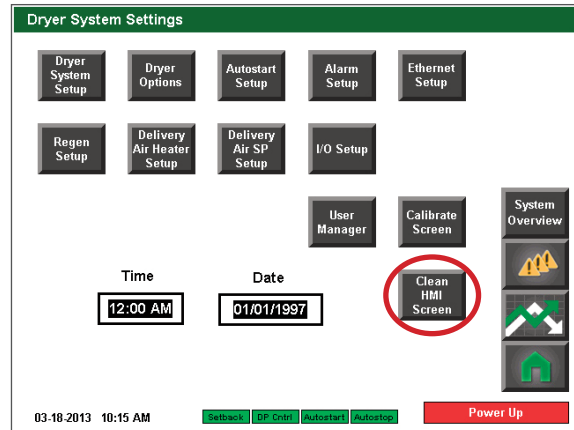 Dryer System Settings
Dryer
System
Setup
Dryer
Options
Autostart
Setup
Alarm
Setup
Ethernet
Setup
Regen
Setup
Delivery
Air Heater
Setup
Delivery
Air SP
Setup
I/O Setup
User
Manager
Calibrate
Screen
System
Overview
Time
Date
Clean
HMI
Screen
12:00 AM
01/01/1997
03-18-2013 10:15 AM
Setback
DP Cntrl
Autostart
Autostop
Power Up